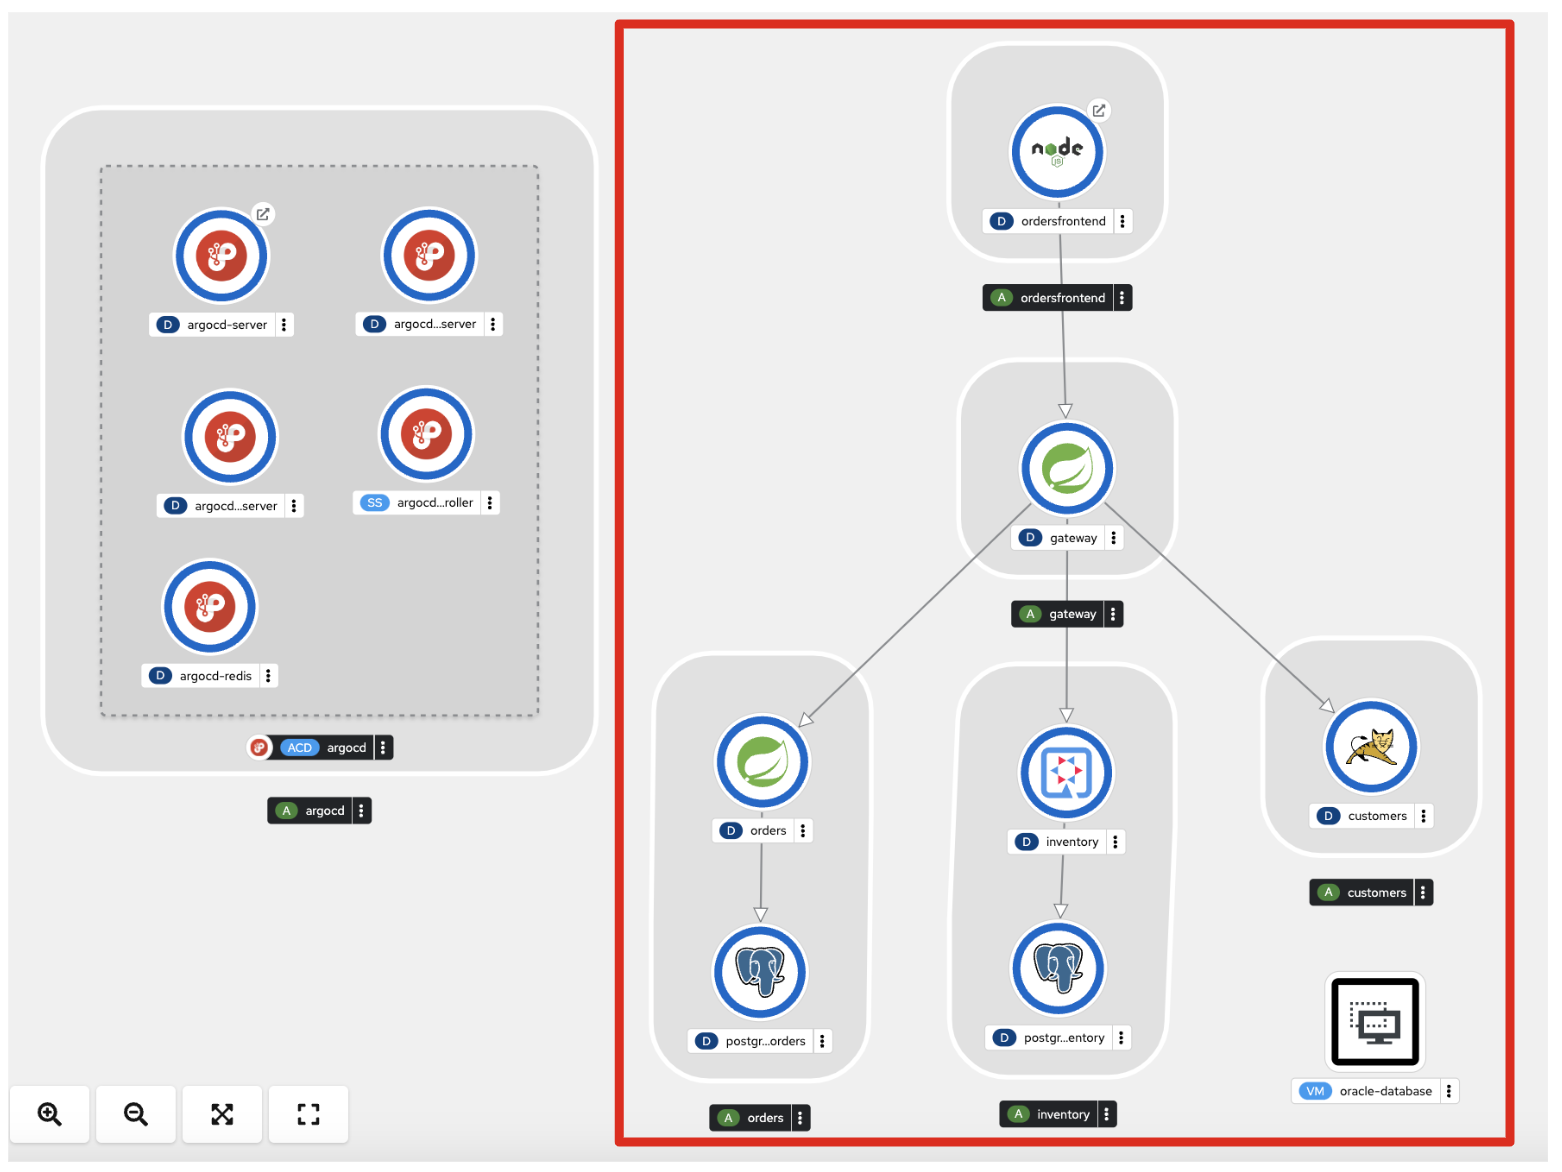 D argocd-server
D argocd...server
D argocd...server
SS argocd...roller
D argocd-redis
ACD argocd
A argocd
node
JS
D ordersfrontend
A ordersfrontend
D gateway
A gateway
D orders
D inventory
D customers
A customers
D postgr...orders
D postgr...entory
VM oracle-database
A orders
A inventory